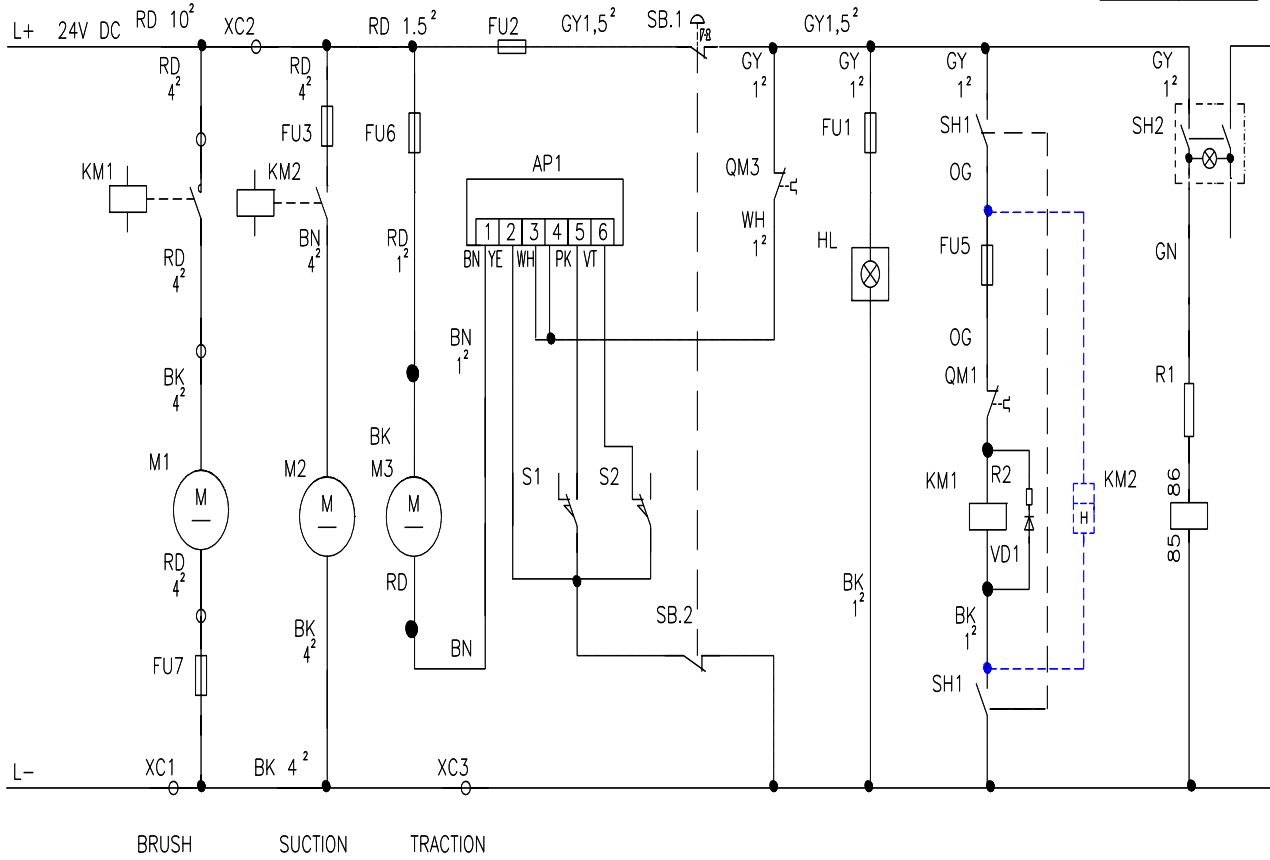 L+ 24V DC RD 10² XC2 RD 1.5² FU2 GY1,5² SB.1 GY1,5²
RD 4² RD 4² GY 1² GY 1² GY 1² GY 1²
FU3 FU6 FU1 SH1 SH2
KM1 KM2 AP1 QM3 OG
1 2 3 4 5 6
RD 4² BN 4² RD 1² BN YE WH PK VT WH 1² HL FU5 GN
BN 1² OG
BK 4² QM1 R1
BK
M1 M2 M3 S1 S2 KM1 R2 KM2 86
M M M H
VD1 85
RD 4² RD BK 1² BK 1²
BK 4² BN SB.2
FU7 SH1
L- XC1 BK 4² XC3
BRUSH SUCTION TRACTION